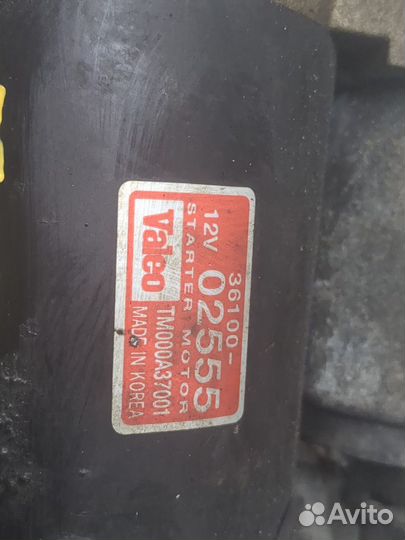 36100-
12V 02555
STARTER MOTOR
Valeo TM000A37001
MADE IN KOREA
Avito